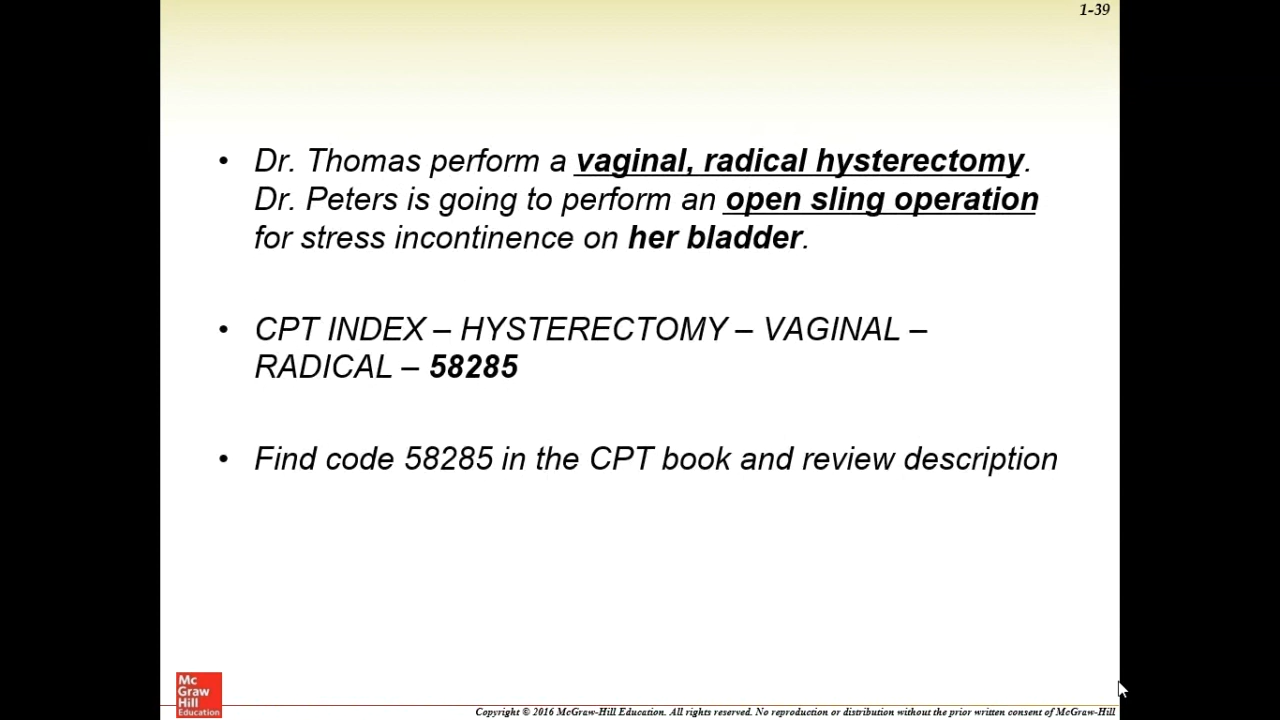 1-39
• Dr. Thomas perform a vaginal, radical hysterectomy.
Dr. Peters is going to perform an open sling operation
for stress incontinence on her bladder.
• CPT INDEX – HYSTERECTOMY – VAGINAL –
RADICAL – 58285
• Find code 58285 in the CPT book and review description
Mc
Graw
Hill
Education
Copyright © 2016 McGraw-Hill Education. All rights reserved. No reproduction or distribution without the prior written consent of McGraw-Hill